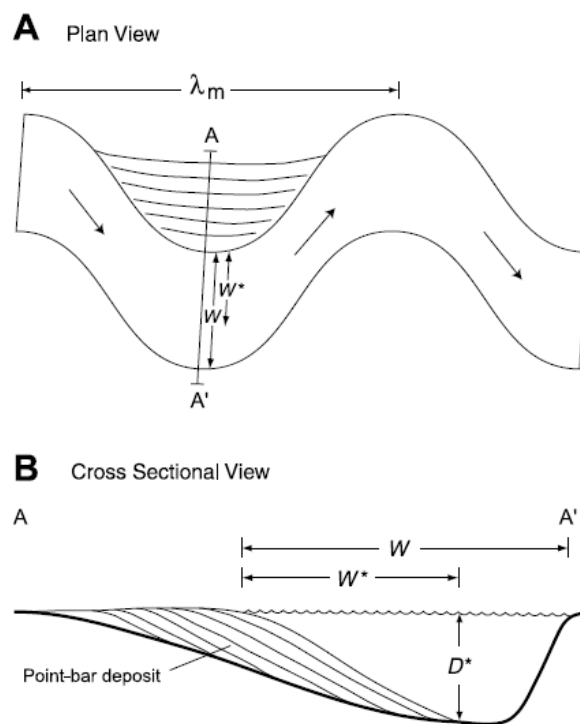 A Plan View
λm
A
W*
W
A'
B Cross Sectional View
A A'
W
W*
D*
Point-bar deposit